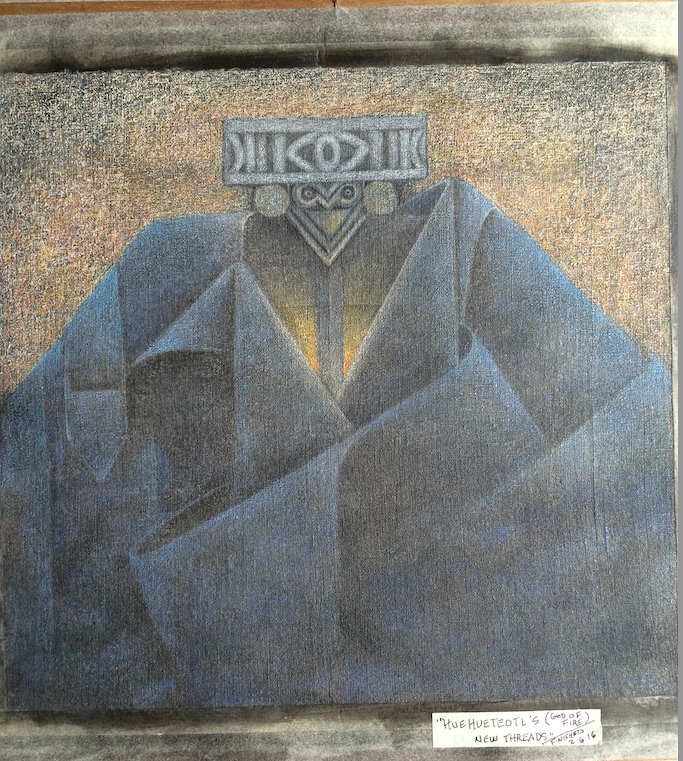 "HUEHUETEOTL'S (GOD OF FIRE)
NEW THREADS" FINISHED 2.6.16